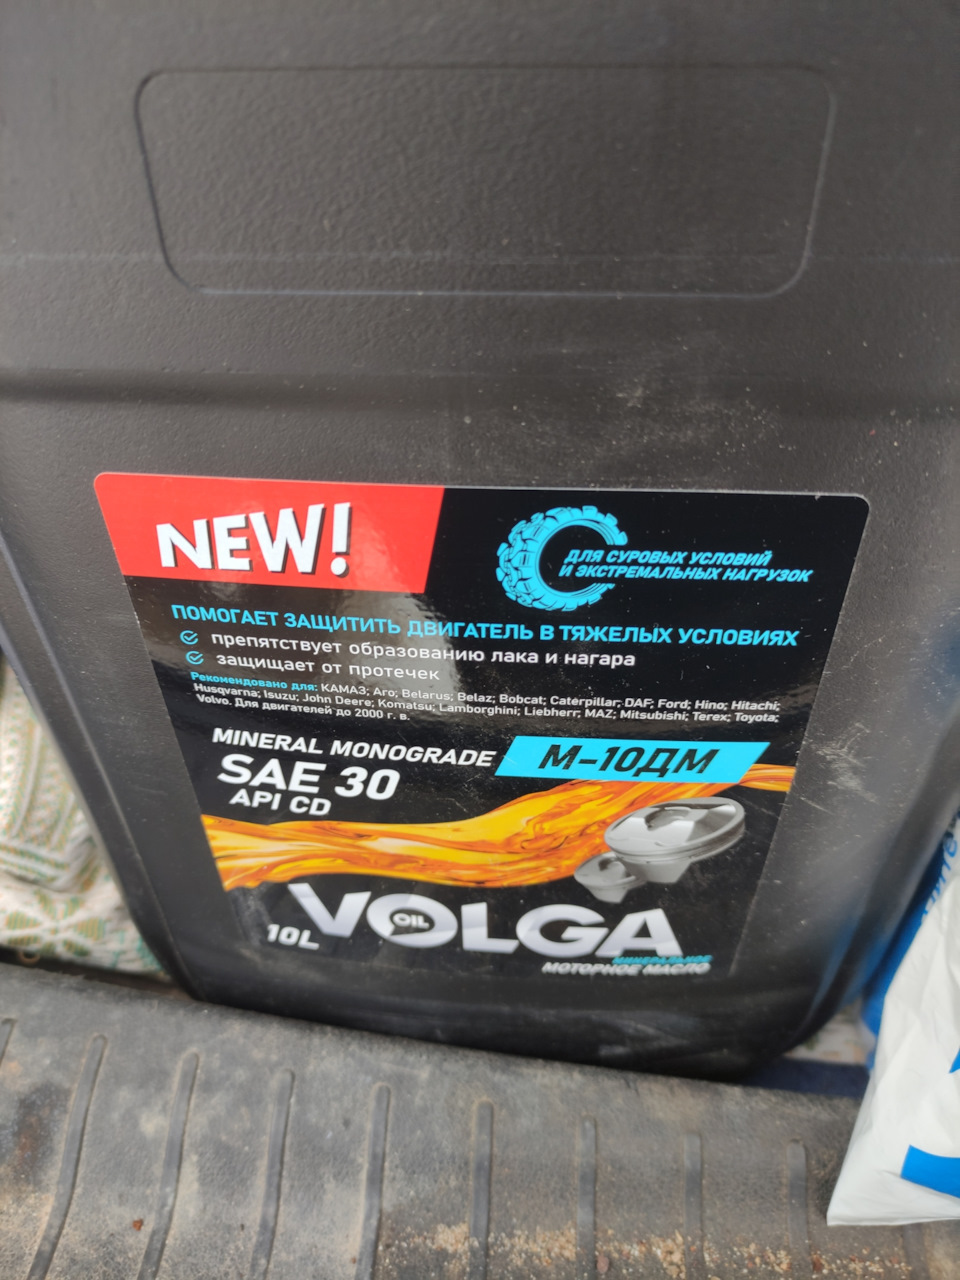 NEW!
ДЛЯ СУРОВЫХ УСЛОВИЙ
И ЭКСТРЕМАЛЬНЫХ НАГРУЗОК
ПОМОГАЕТ ЗАЩИТИТЬ ДВИГАТЕЛЬ В ТЯЖЕЛЫХ УСЛОВИЯХ
препятствует образованию лака и нагара
защищает от протечек
Рекомендовано для: КАМАЗ; Aro; Belarus; Belaz; Bobcat; Caterpillar; DAF; Ford; Hino; Hitachi;
Husqvarna; Isuzu; John Deere; Komatsu; Lamborghini; Liebherr; MAZ; Mitsubishi; Terex; Toyota;
Volvo. Для двигателей до 2000 г. в.
MINERAL MONOGRADE
М-10ДМ
SAE 30
API CD
VOLGA
OIL
10L
МИНЕРАЛЬНОЕ
МОТОРНОЕ МАСЛО